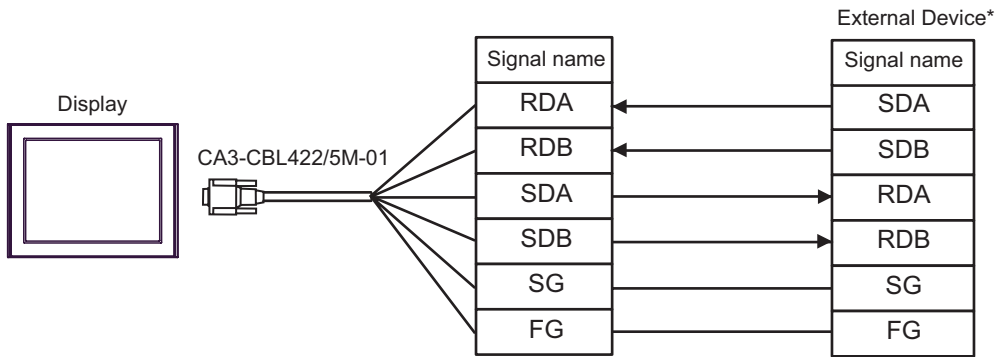 External Device*
Signal name
Signal name
Display
RDA
SDA
RDB
SDB
CA3-CBL422/5M-01
SDA
RDA
SDB
RDB
SG
SG
FG
FG